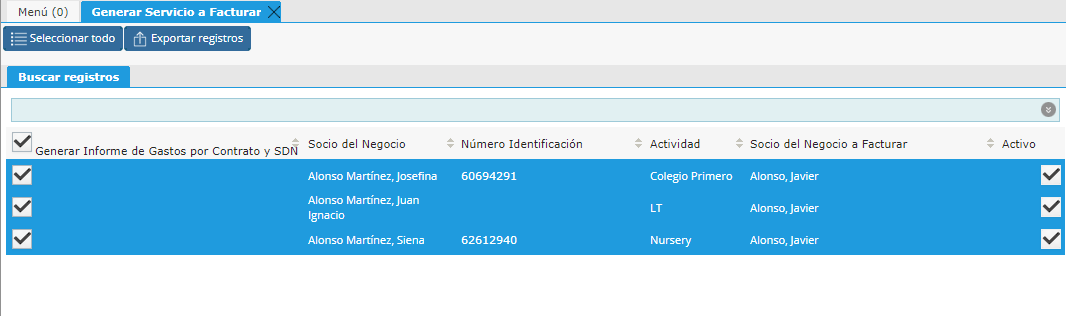 Menú (0) Generar Servicio a Facturar
Seleccionar todo Exportar registros
Buscar registros
Generar Informe de Gastos por Contrato y SDN Socio del Negocio Número Identificación Actividad Socio del Negocio a Facturar Activo
Alonso Martínez, Josefina 60694291 Colegio Primero Alonso, Javier
Alonso Martínez, Juan
Ignacio LT Alonso, Javier
Alonso Martínez, Siena 62612940 Nursery Alonso, Javier